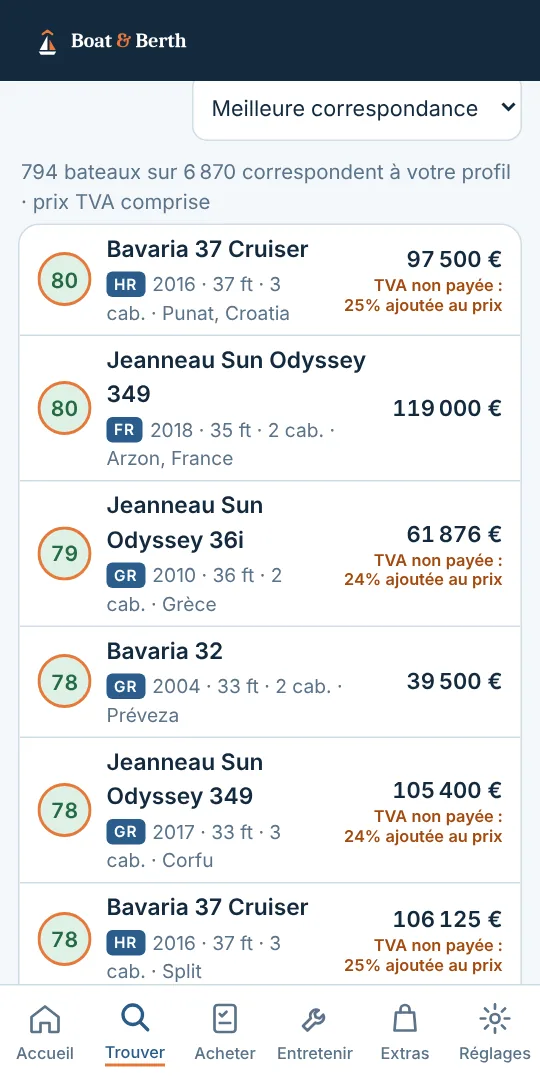 Boat & Berth
Meilleure correspondance
794 bateaux sur 6 870 correspondent à votre profil
· prix TVA comprise
80
Bavaria 37 Cruiser
HR 2016 · 37 ft · 3
cab. · Punat, Croatia
97 500 €
TVA non payée :
25% ajoutée au prix
80
Jeanneau Sun Odyssey
349
FR 2018 · 35 ft · 2 cab. ·
Arzon, France
119 000 €
79
Jeanneau Sun
Odyssey 36i
GR 2010 · 36 ft · 2
cab. · Grèce
61 876 €
TVA non payée :
24% ajoutée au prix
78
Bavaria 32
GR 2004 · 33 ft · 2 cab. ·
Préveza
39 500 €
78
Jeanneau Sun
Odyssey 349
GR 2017 · 33 ft · 3
cab. · Corfu
105 400 €
TVA non payée :
24% ajoutée au prix
78
Bavaria 37 Cruiser
HR 2016 · 37 ft · 3
cab. · Split
106 125 €
TVA non payée :
25% ajoutée au prix
Accueil
Trouver
Acheter
Entretenir
Extras
Réglages